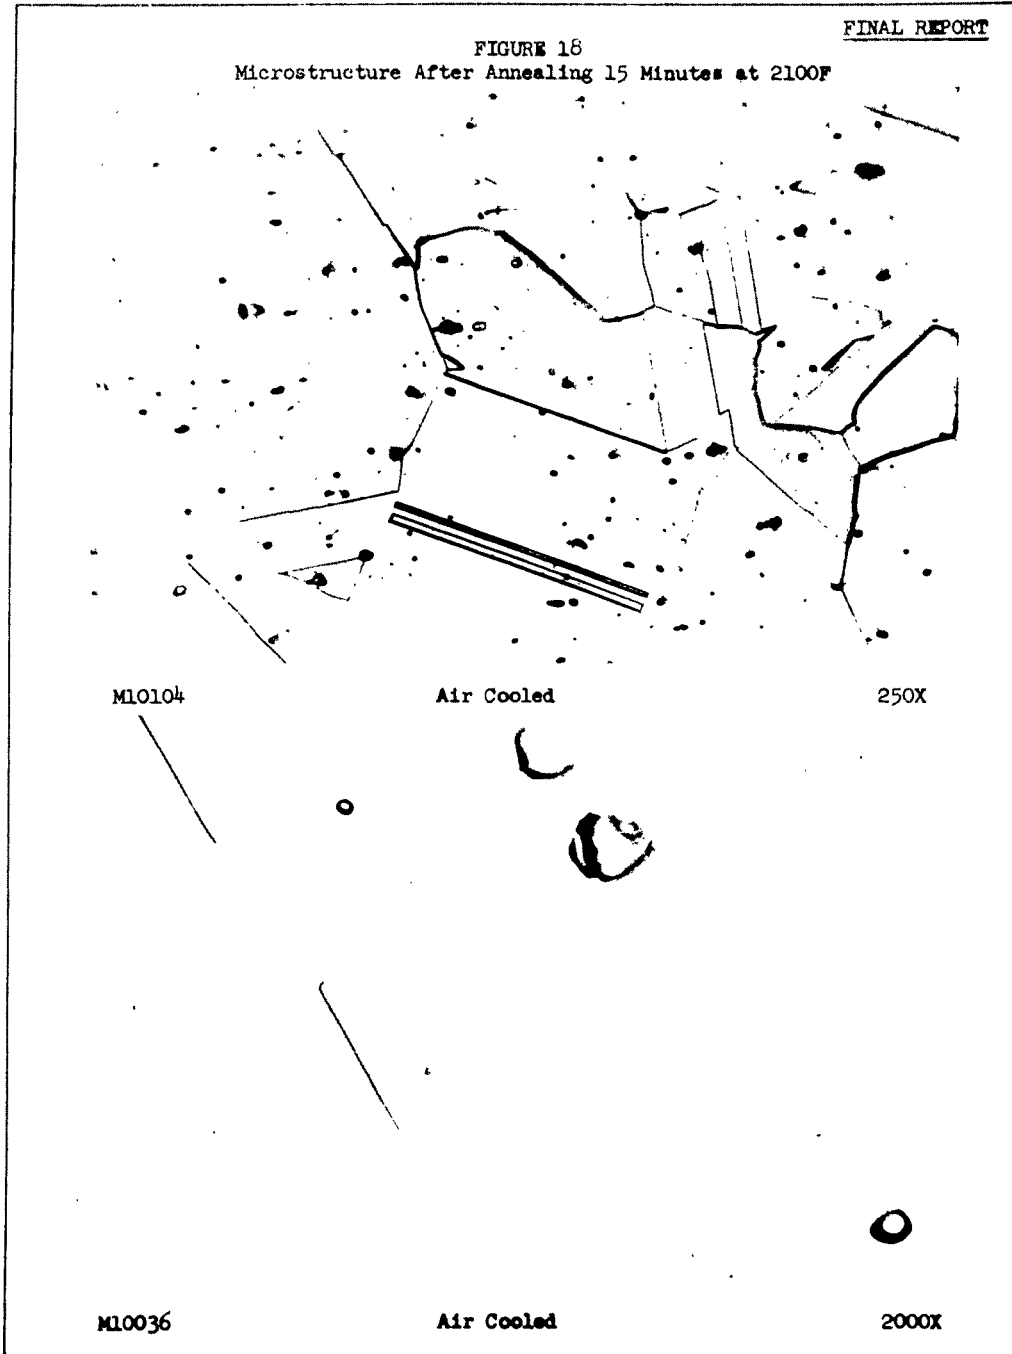 FINAL REPORT
FIGURE 18
Microstructure After Annealing 15 Minutes at 2100F
M10104 Air Cooled 250X
M10036 Air Cooled 2000X